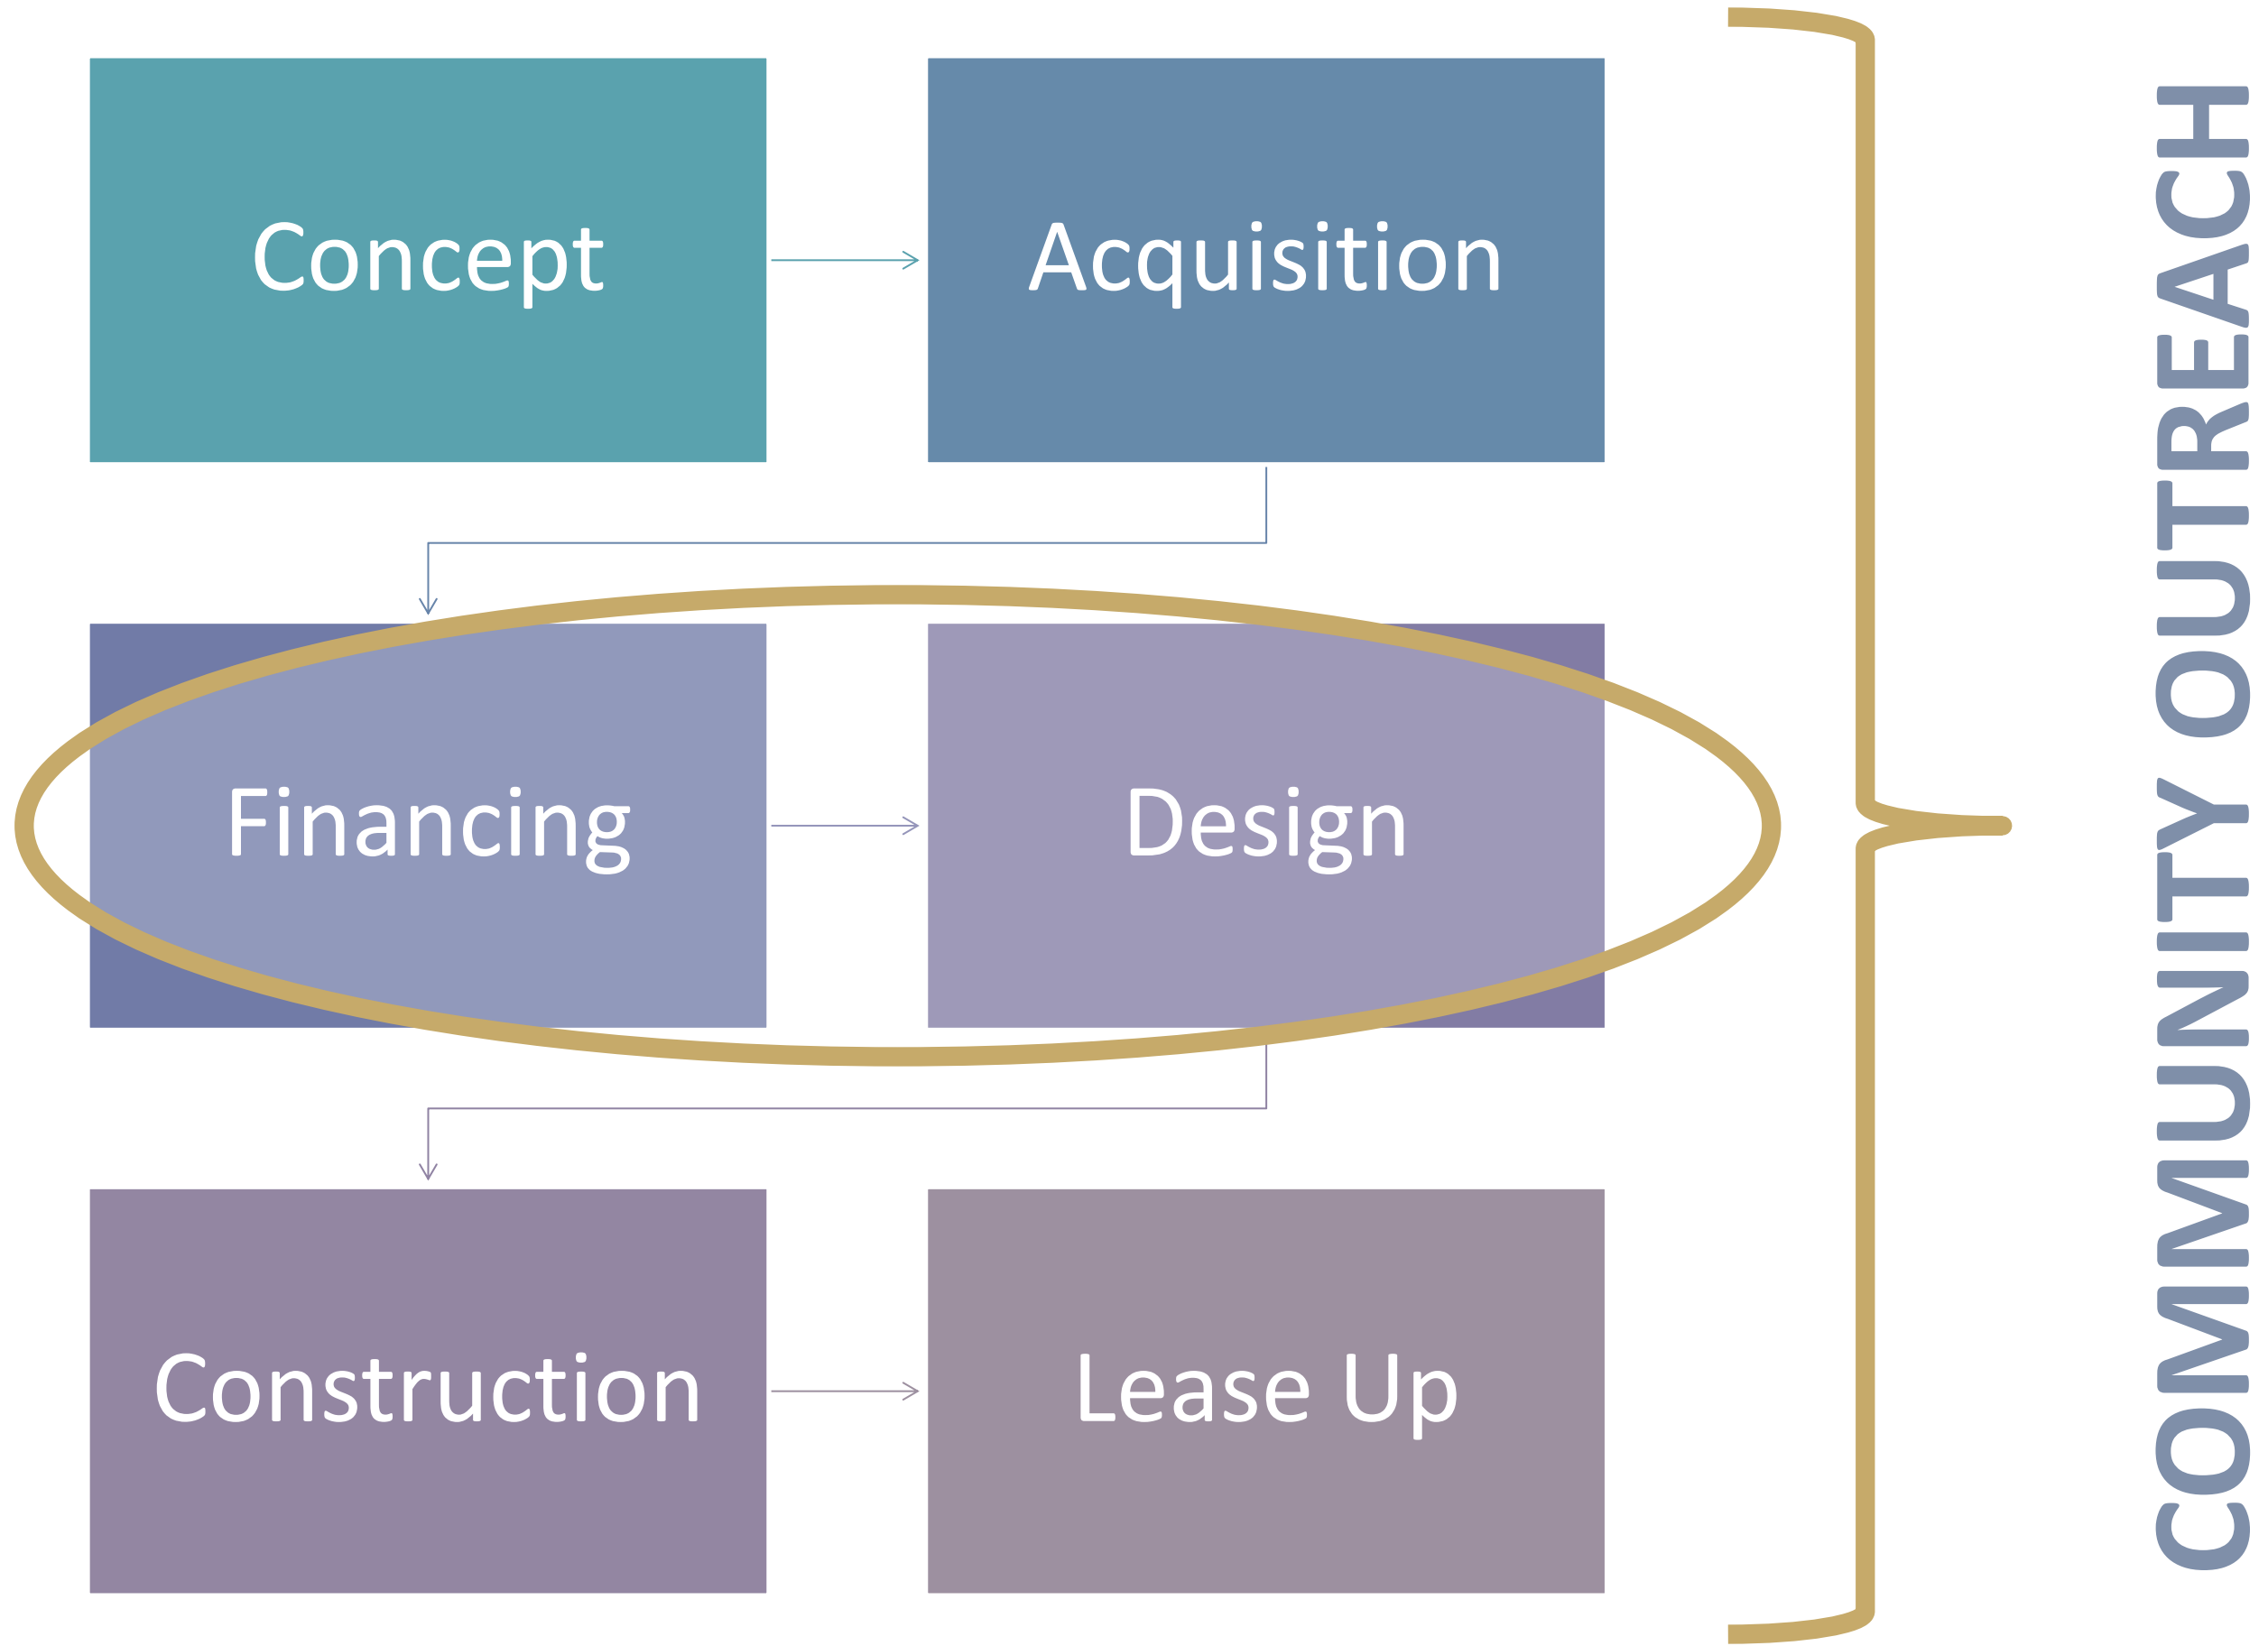 Concept
Acquisition
Financing
Design
Construction
Lease Up
COMMUNITY OUTREACH